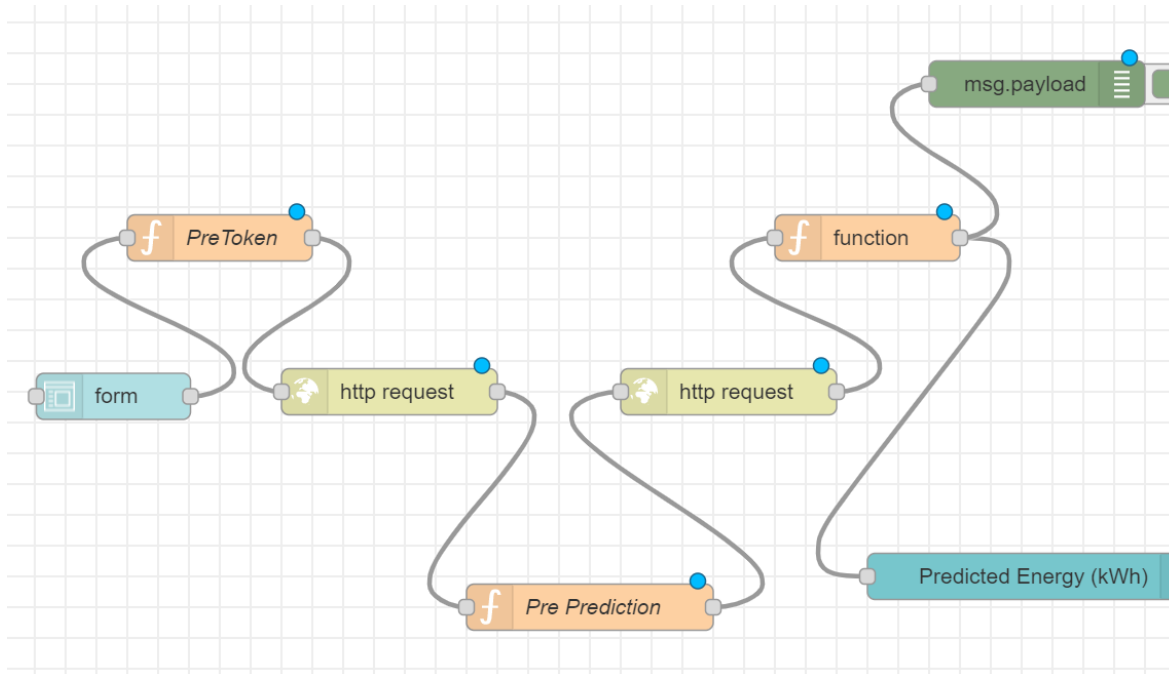 msg.payload
PreToken
function
form
http request
http request
Predicted Energy (kWh)
Pre Prediction